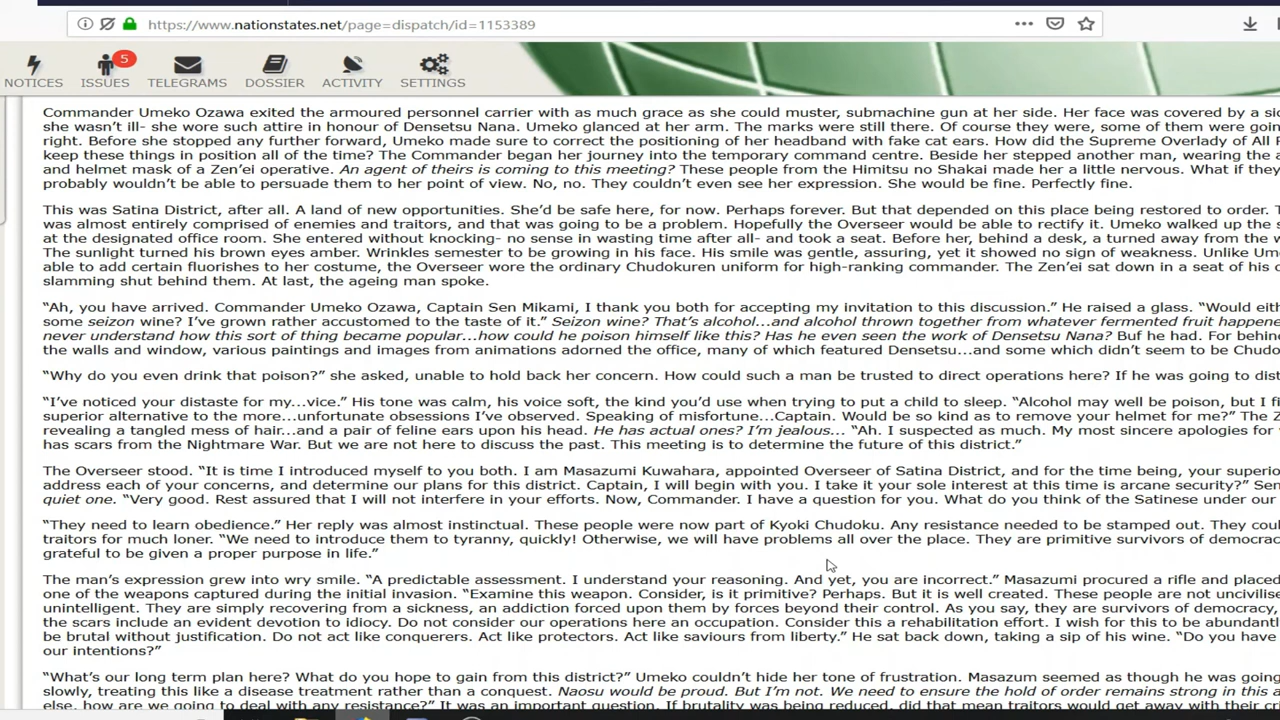 https://www.nationstates.net/page=dispatch/id=1153389
5
NOTICES ISSUES TELEGRAMS DOSSIER ACTIVITY SETTINGS
Commander Umeko Ozawa exited the armoured personnel carrier with as much grace as she could muster, submachine gun at her side. Her face was covered by a
she wasn't ill- she wore such attire in honour of Densetsu Nana. Umeko glanced at her arm. The marks were still there. Of course they were, some of them were
right. Before she stopped any further forward, Umeko made sure to correct the positioning of her headband with fake cat ears. How did the Supreme Overlady of All
keep these things in position all of the time? The Commander began her journey into the temporary command centre. Beside her stepped another man, wearing the
and helmet mask of a Zen'ei operative. An agent of theirs is coming to this meeting? These people from the Himitsu no Shakai made her a little nervous. What if they
probably wouldn't be able to persuade them to her point of view. No, no. They couldn't even see her expression. She would be fine. Perfectly fine.
This was Satina District, after all. A land of new opportunities. She'd be safe here, for now. Perhaps forever. But that depended on this place being restored to order.
was almost entirely comprised of enemies and traitors, and that was going to be a problem. Hopefully the Overseer would be able to rectify it. Umeko walked up the
at the designated office room. She entered without knocking- no sense in wasting time after all- and took a seat. Before her, behind a desk, a turned away from the
The sunlight turned his brown eyes amber. Wrinkles semester to be growing in his face. His smile was gentle, assuring, yet it showed no sign of weakness. Unlike
able to add certain fluorishes to her costume, the Overseer wore the ordinary Chudokuren uniform for high-ranking commander. The Zen'ei sat down in a seat of his
slamming shut behind them. At last, the ageing man spoke.
“Ah, you have arrived. Commander Umeko Ozawa, Captain Sen Mikami, I thank you both for accepting my invitation to this discussion.” He raised a glass. “Would
some seizon wine? I've grown rather accustomed to the taste of it.” Seizon wine? That's alcohol...and alcohol thrown together from whatever fermented fruit
never understand how this sort of thing became popular...how could he poison himself like this? Has he even seen the work of Densetsu Nana? Buf he had. For
the walls and window, various paintings and images from animations adorned the office, many of which featured Densetsu...and some which didn't seem to be
“Why do you even drink that poison?” she asked, unable to hold back her concern. How could such a man be trusted to direct operations here? If he was going to
“I've noticed your distaste for my...vice.” His tone was calm, his voice soft, the kind you'd use when trying to put a child to sleep. “Alcohol may well be poison, but I
superior alternative to the more...unfortunate obsessions I've observed. Speaking of misfortune...Captain. Would be so kind as to remove your helmet for me?” The
revealing a tangled mess of hair...and a pair of feline ears upon his head. He has actual ones? I'm jealous... “Ah. I suspected as much. My most sincere apologies for
has scars from the Nightmare War. But we are not here to discuss the past. This meeting is to determine the future of this district.”
The Overseer stood. “It is time I introduced myself to you both. I am Masazumi Kuwahara, appointed Overseer of Satina District, and for the time being, your
address each of your concerns, and determine our plans for this district. Captain, I will begin with you. I take it your sole interest at this time is arcane security?”
quiet one. “Very good. Rest assured that I will not interfere in your efforts. Now, Commander. I have a question for you. What do you think of the Satinese under our
“They need to learn obedience.” Her reply was almost instinctual. These people were now part of Kyoki Chudoku. Any resistance needed to be stamped out. They
traitors for much loner. “We need to introduce them to tyranny, quickly! Otherwise, we will have problems all over the place. They are primitive survivors of
grateful to be given a proper purpose in life.”
The man's expression grew into wry smile. “A predictable assessment. I understand your reasoning. And yet, you are incorrect.” Masazumi procured a rifle and placed
one of the weapons captured during the initial invasion. “Examine this weapon. Consider, is it primitive? Perhaps. But it is well created. These people are not
unintelligent. They are simply recovering from a sickness, an addiction forced upon them by forces beyond their control. As you say, they are survivors of democracy,
the scars include an evident devotion to idiocy. Do not consider our operations here an occupation. Consider this a rehabilitation effort. I wish for this to be
be brutal without justification. Do not act like conquerers. Act like protectors. Act like saviours from liberty.” He sat back down, taking a sip of his wine. “Do you have
our intentions?”
“What's our long term plan here? What do you hope to gain from this district?” Umeko couldn't hide her tone of frustration. Masazum seemed as though he was
slowly, treating this like a disease treatment rather than a conquest. Naosu would be proud. But I'm not. We need to ensure the hold of order remains strong in this
else, how are we going to deal with any resistance?” It was an important question. If brutality was being reduced, did that mean traitors would get away with their